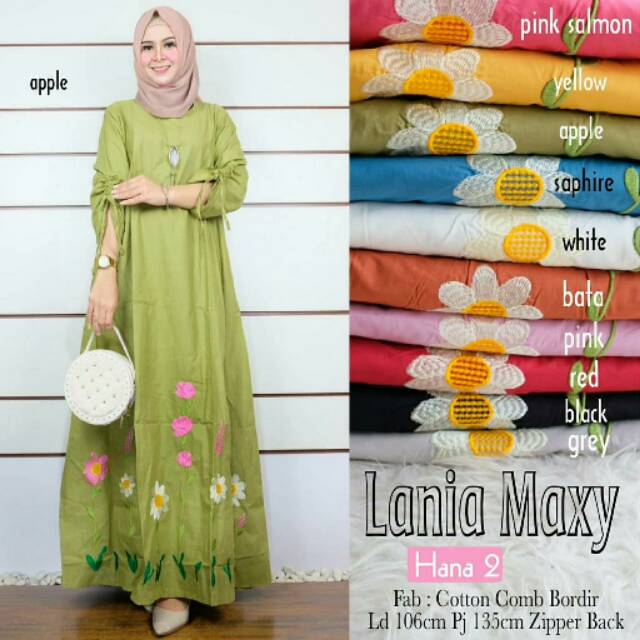 apple
pink salmon
yellow
apple
saphire
white
bata
pink
red
black
grey
Lania Maxy
Hana 2
Fab : Cotton Comb Bordir
Ld 106cm Pj 135cm Zipper Back